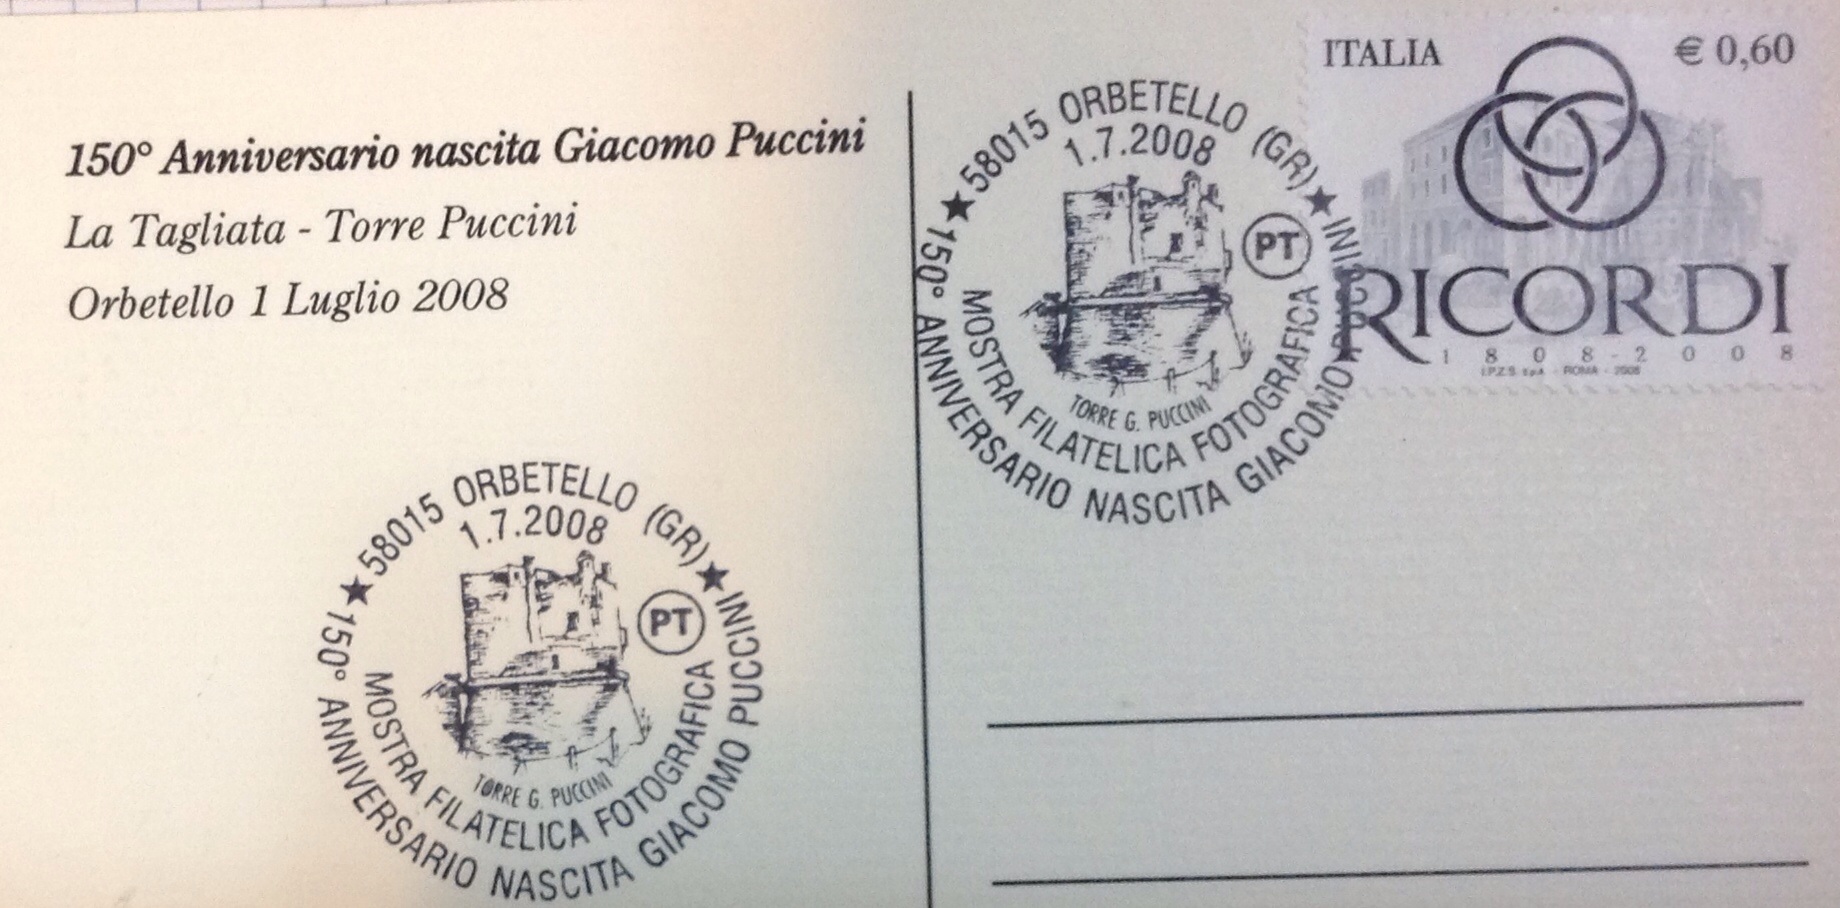 150° Anniversario nascita Giacomo Puccini
La Tagliata - Torre Puccini
Orbetello 1 Luglio 2008
★ 58015 ORBETELLO (GR) ★
1.7.2008
PT
TORRE G. PUCCINI
MOSTRA FILATELICA FOTOGRAFICA
150° ANNIVERSARIO NASCITA GIACOMO PUCCINI
ITALIA
€ 0,60
RICORDI
1808-2008
I.P.Z.S. S.p.A. - ROMA - 2008
★ 58015 ORBETELLO (GR) ★
1.7.2008
PT
TORRE G. PUCCINI
MOSTRA FILATELICA FOTOGRAFICA
150° ANNIVERSARIO NASCITA GIACOMO PUCCINI